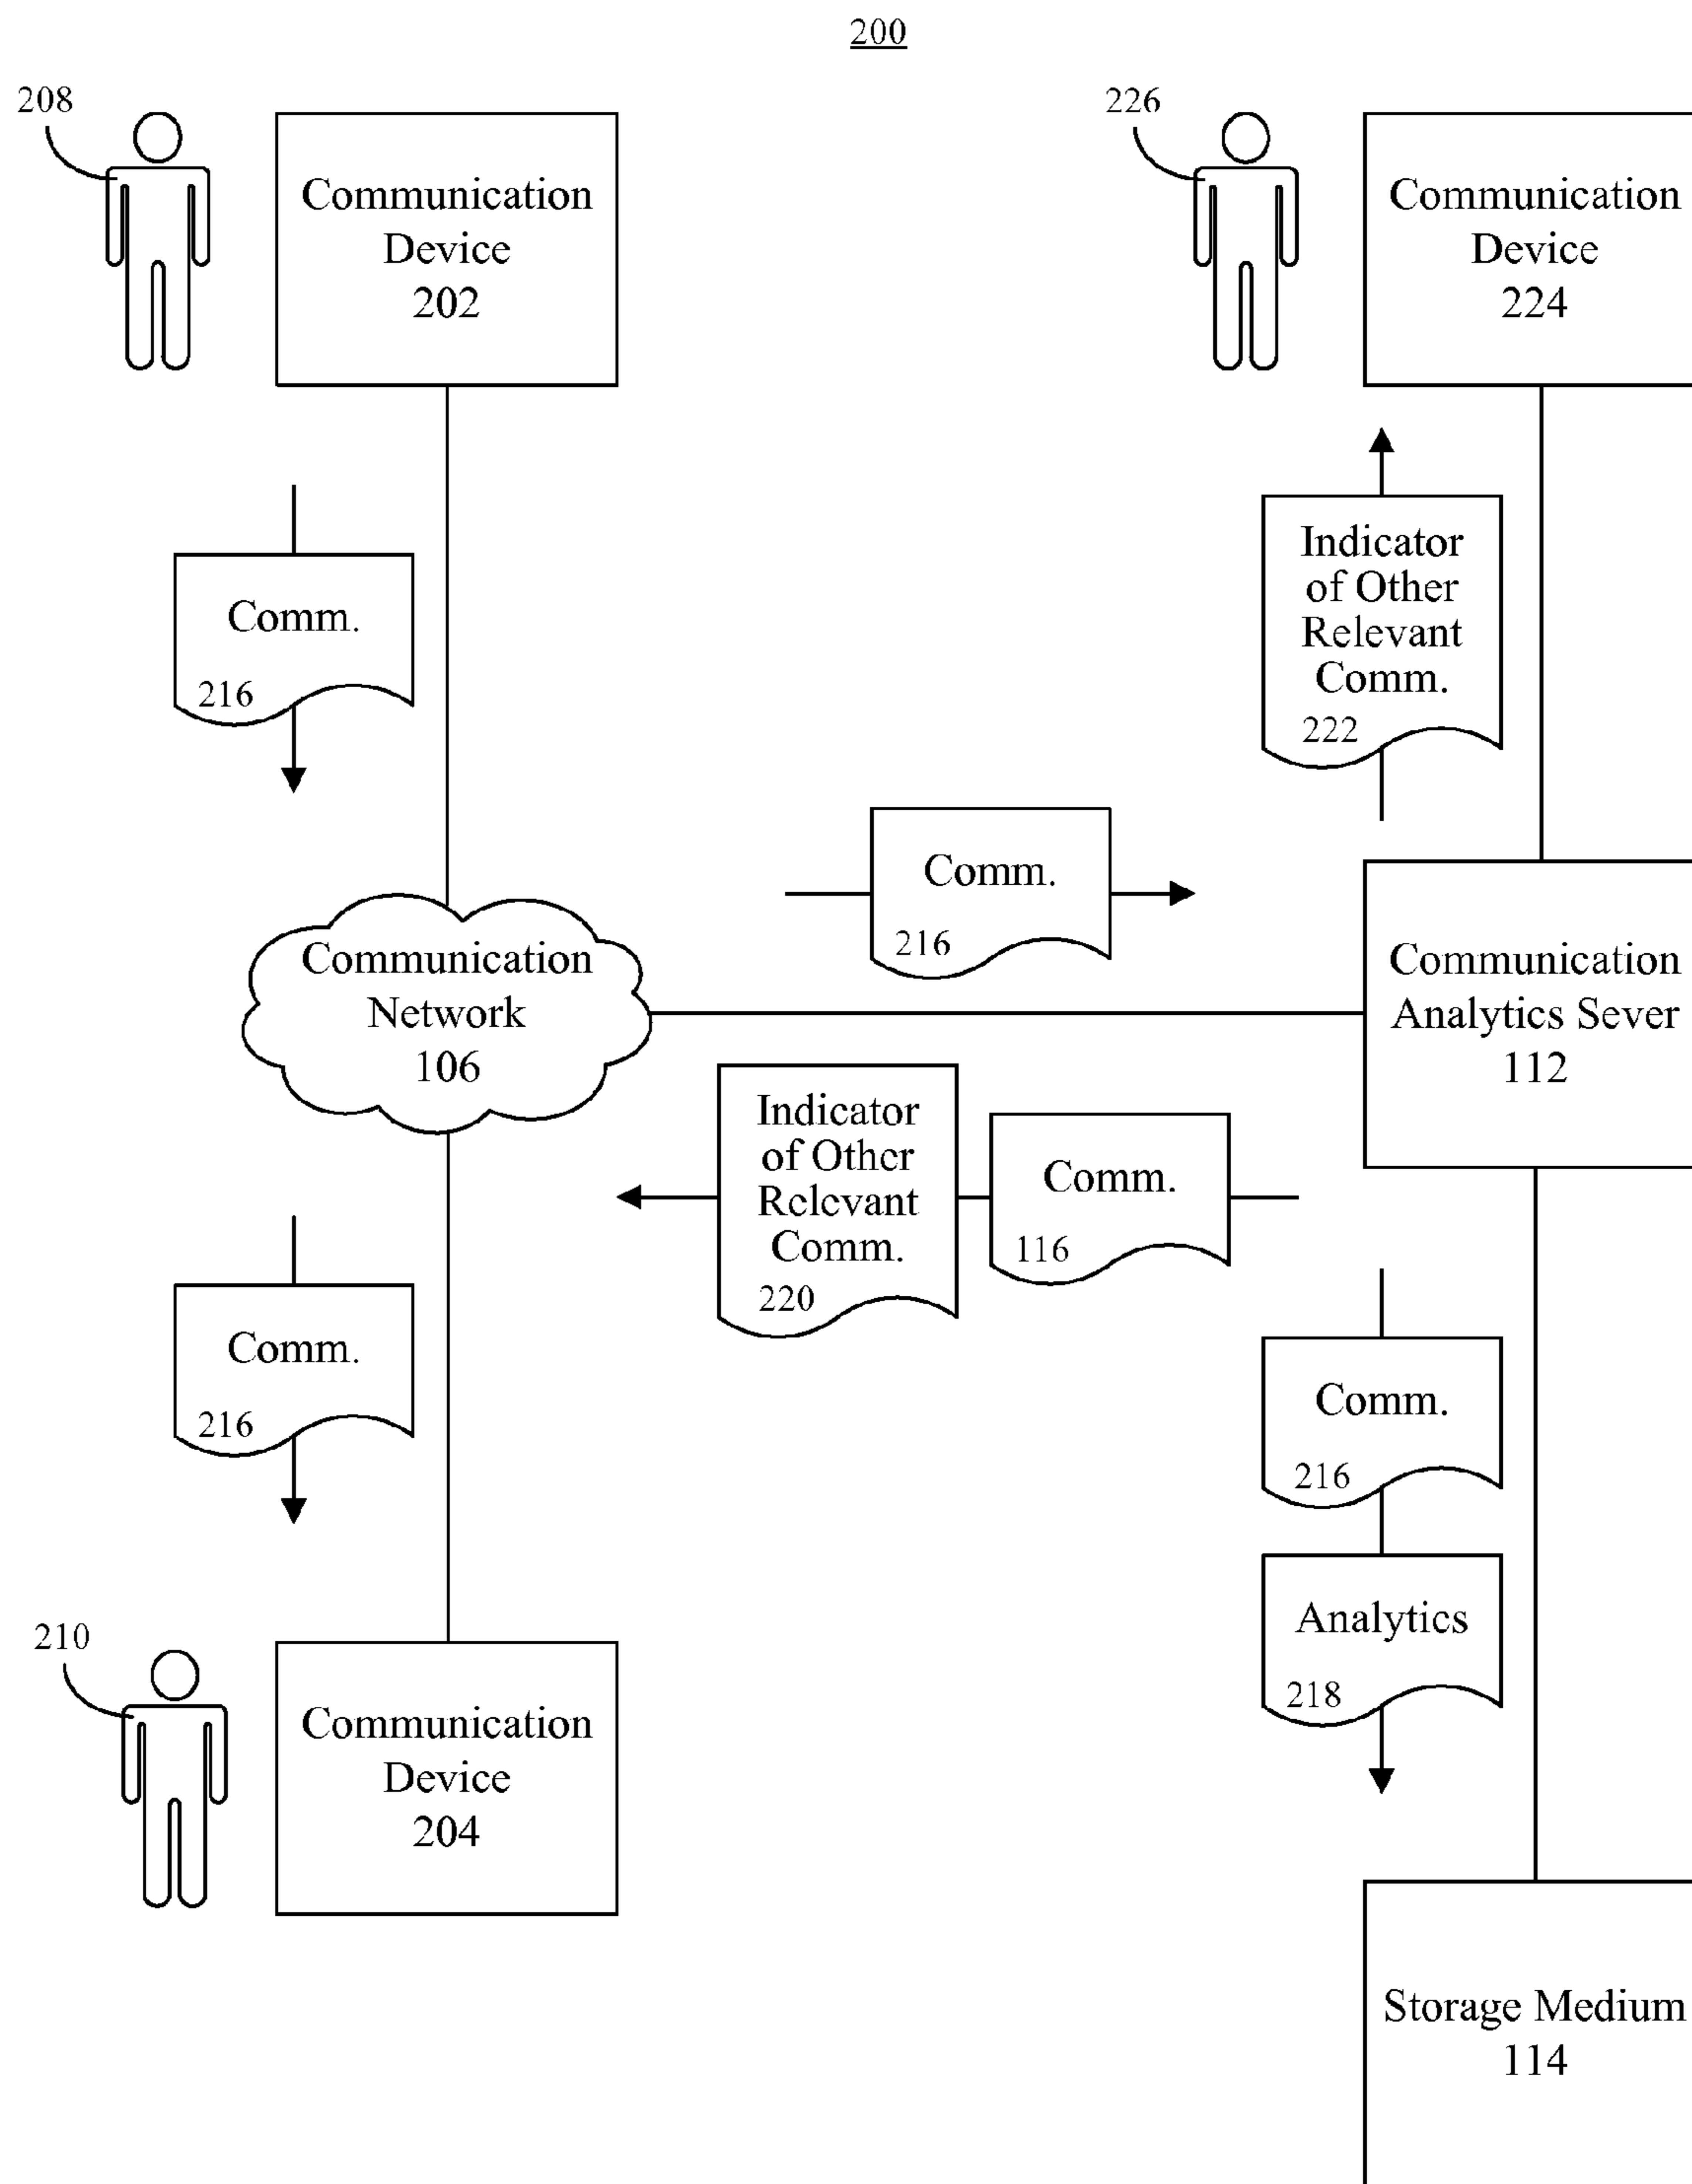 200
208
Communication
Device
202
226
Communication
Device
224
Comm.
216
Indicator
of Other
Relevant
Comm.
222
Comm.
216
Communication
Network
106
Communication
Analytics Sever
112
Indicator
of Other
Relevant
Comm.
220
Comm.
116
Comm.
216
Comm.
216
Analytics
218
210
Communication
Device
204
Storage Medium
114